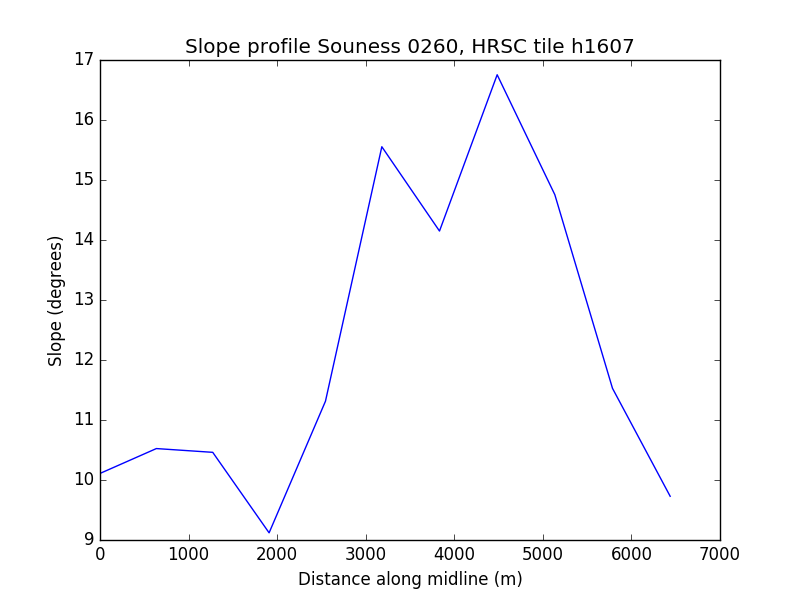 Slope profile Souness 0260, HRSC tile h1607
17
16
15
14
13
12
11
10
9
Slope (degrees)
0 1000 2000 3000 4000 5000 6000 7000
Distance along midline (m)